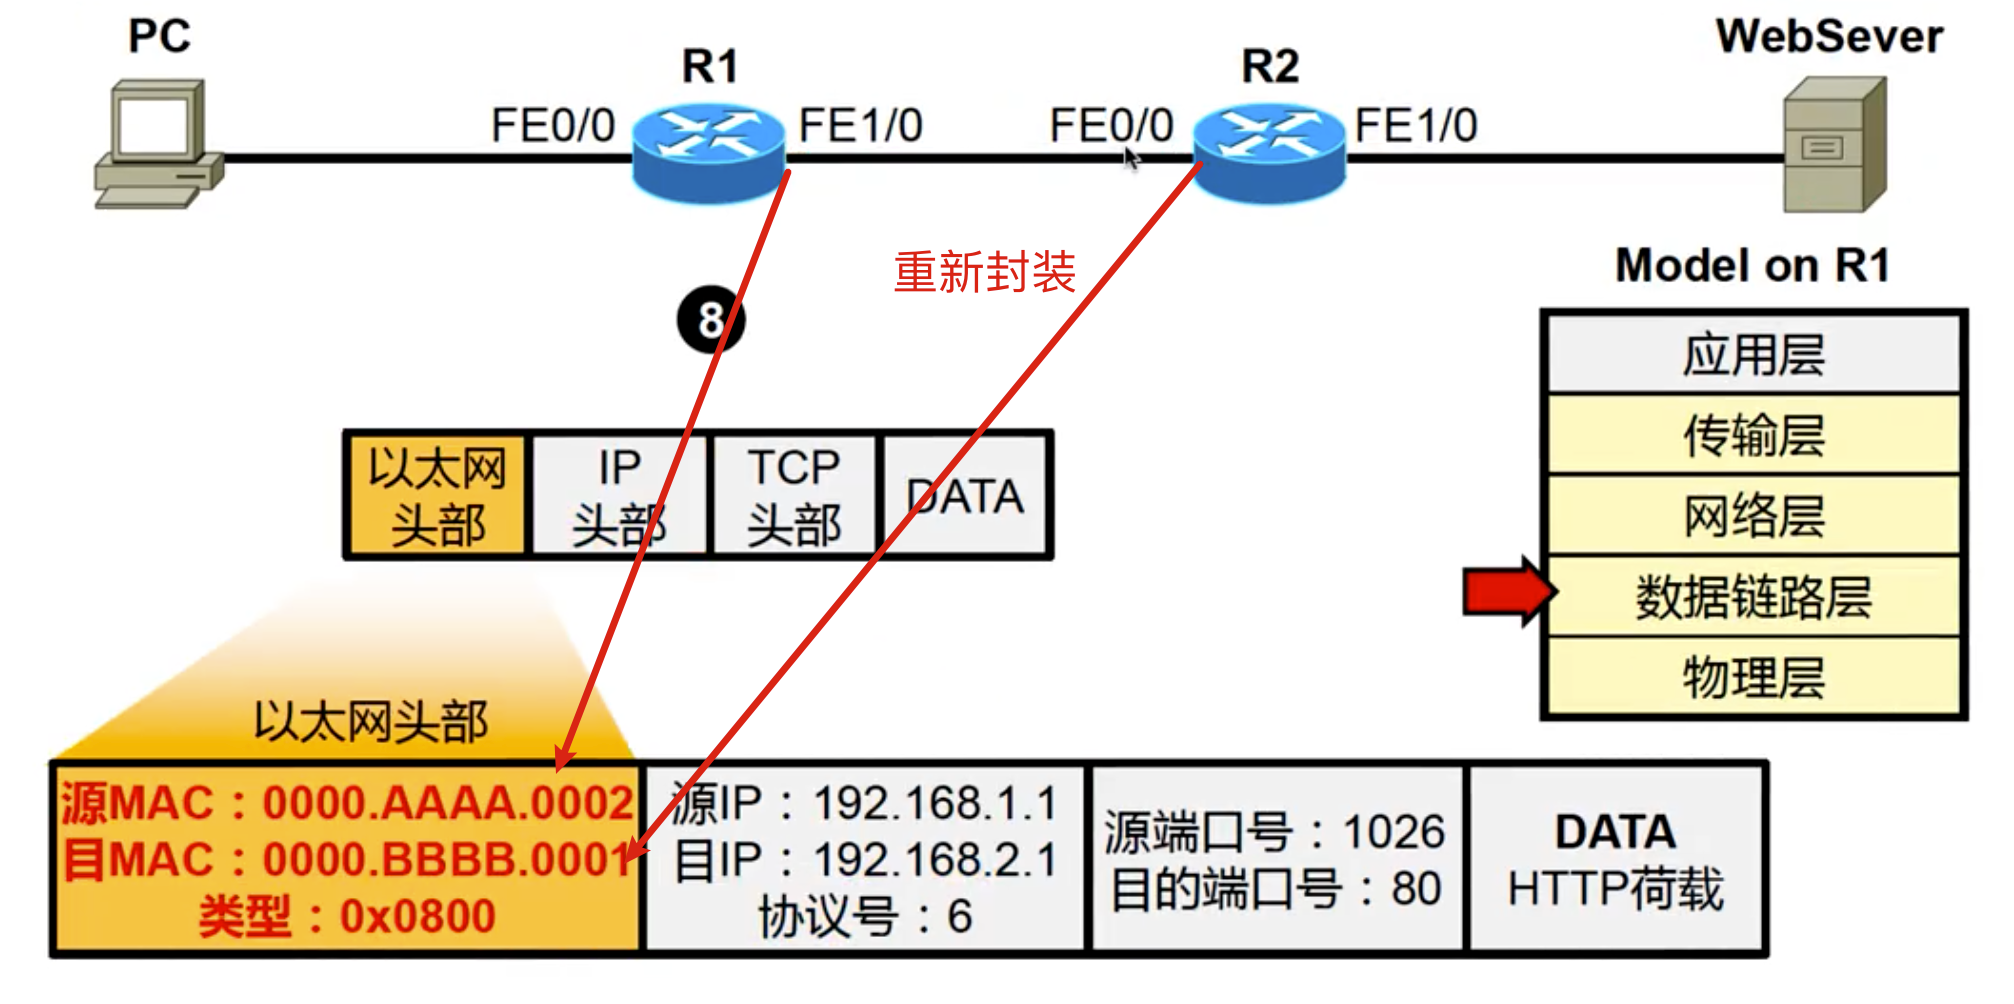 PC
R1
R2
WebSever
FE0/0
FE1/0
FE0/0
FE1/0
重新封装
8
Model on R1
应用层
传输层
网络层
数据链路层
物理层
以太网
头部
IP
头部
TCP
头部
DATA
以太网头部
源MAC：0000.AAAA.0002
目MAC：0000.BBBB.0001
类型：0x0800
源IP：192.168.1.1
目IP：192.168.2.1
协议号：6
源端口号：1026
目的端口号：80
DATA
HTTP荷载